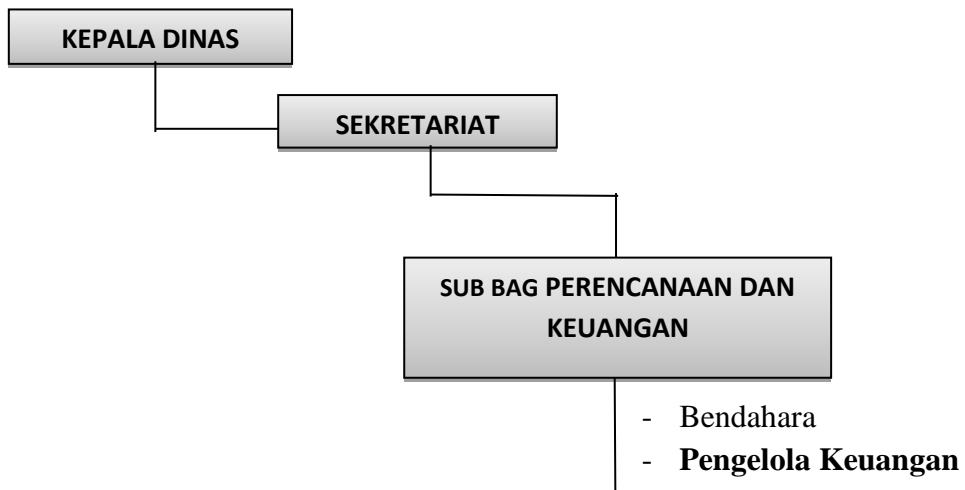 KEPALA DINAS
SEKRETARIAT
SUB BAG PERENCANAAN DAN
KEUANGAN
- Bendahara
- Pengelola Keuangan